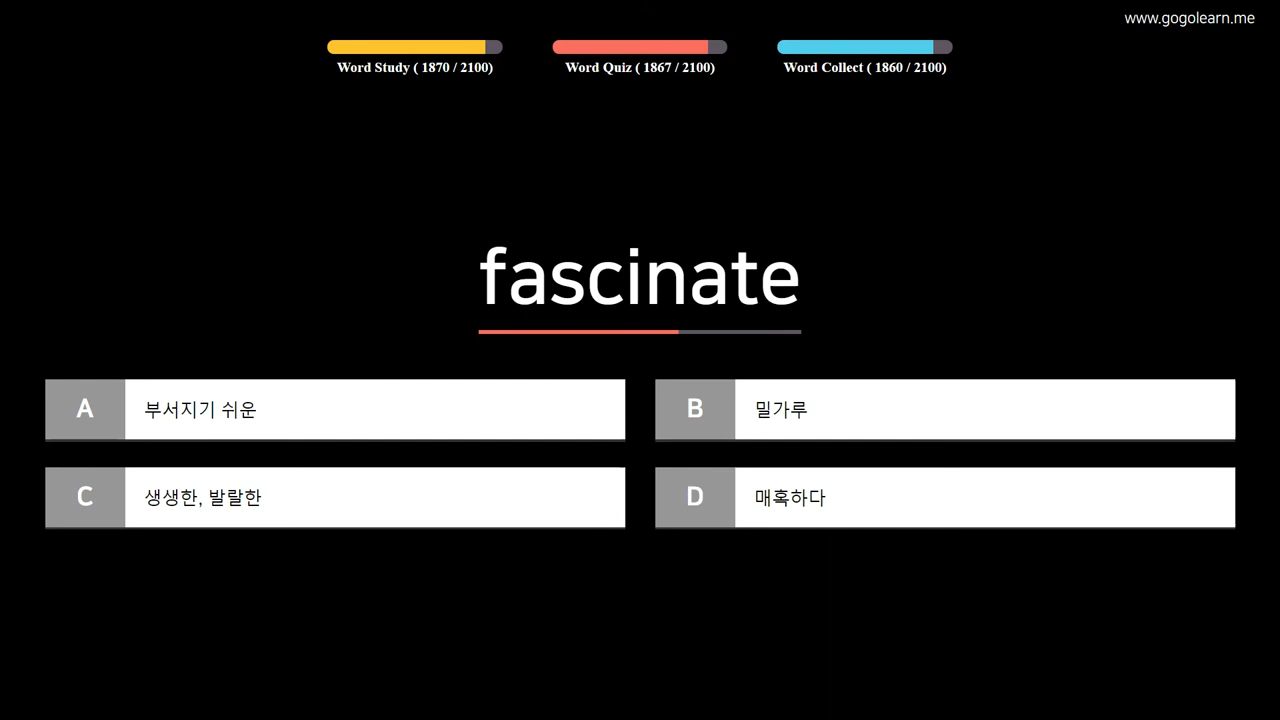 www.gogolearn.me
Word Study ( 1870 / 2100)
Word Quiz ( 1867 / 2100)
Word Collect ( 1860 / 2100)
fascinate
A 부서지기 쉬운
B 밀가루
C 생생한, 발랄한
D 매혹하다